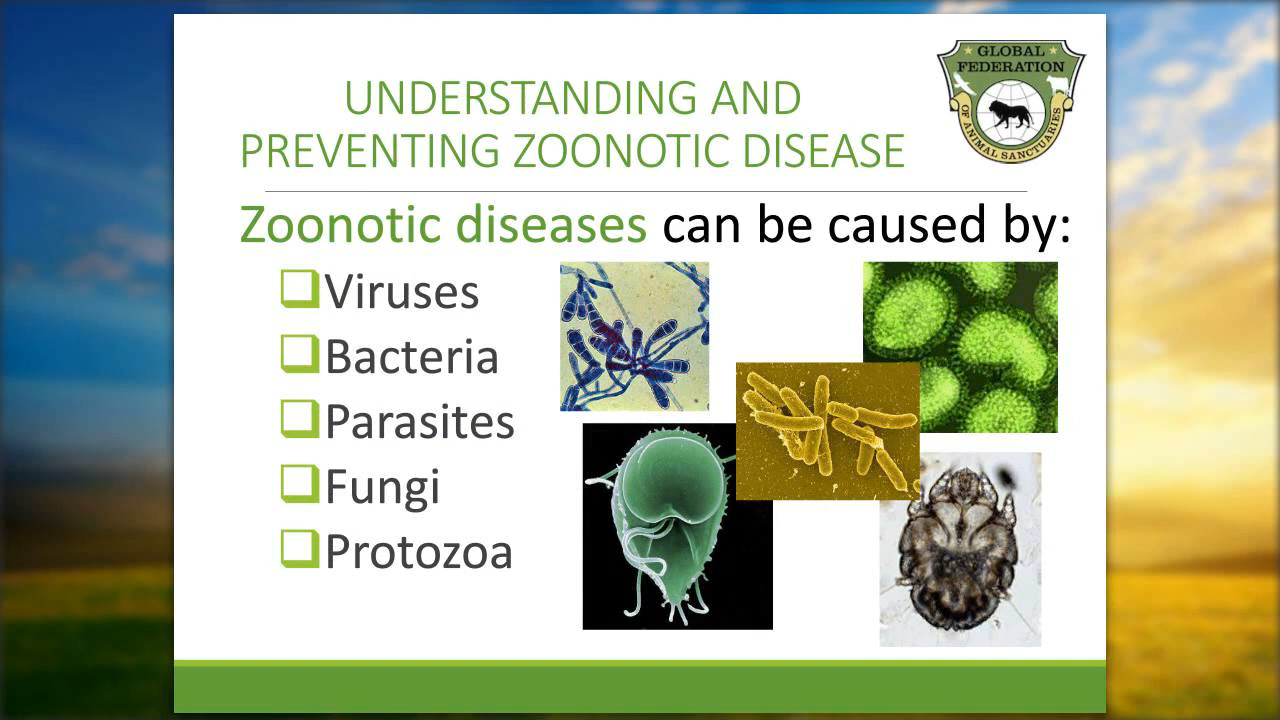 UNDERSTANDING AND
PREVENTING ZOONOTIC DISEASE
GLOBAL
FEDERATION
OF ANIMAL SANCTUARIES
Zoonotic diseases can be caused by:
Viruses
Bacteria
Parasites
Fungi
Protozoa